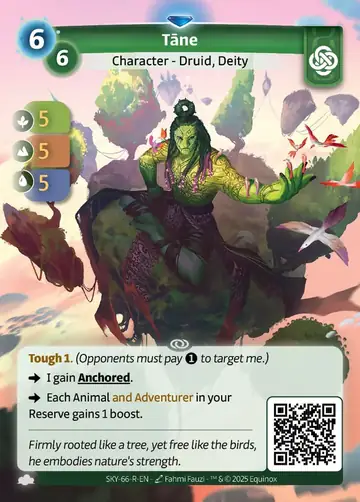 6
6
Tāne
Character - Druid, Deity
5
5
5
Tough 1. (Opponents must pay 1 to target me.)
I gain Anchored.
Each Animal and Adventurer in your
Reserve gains 1 boost.
Firmly rooted like a tree, yet free like the birds,
he embodies nature's strength.
SKY-66-R-EN - Fahmi Fauzi - ™ & © 2025 Equinox